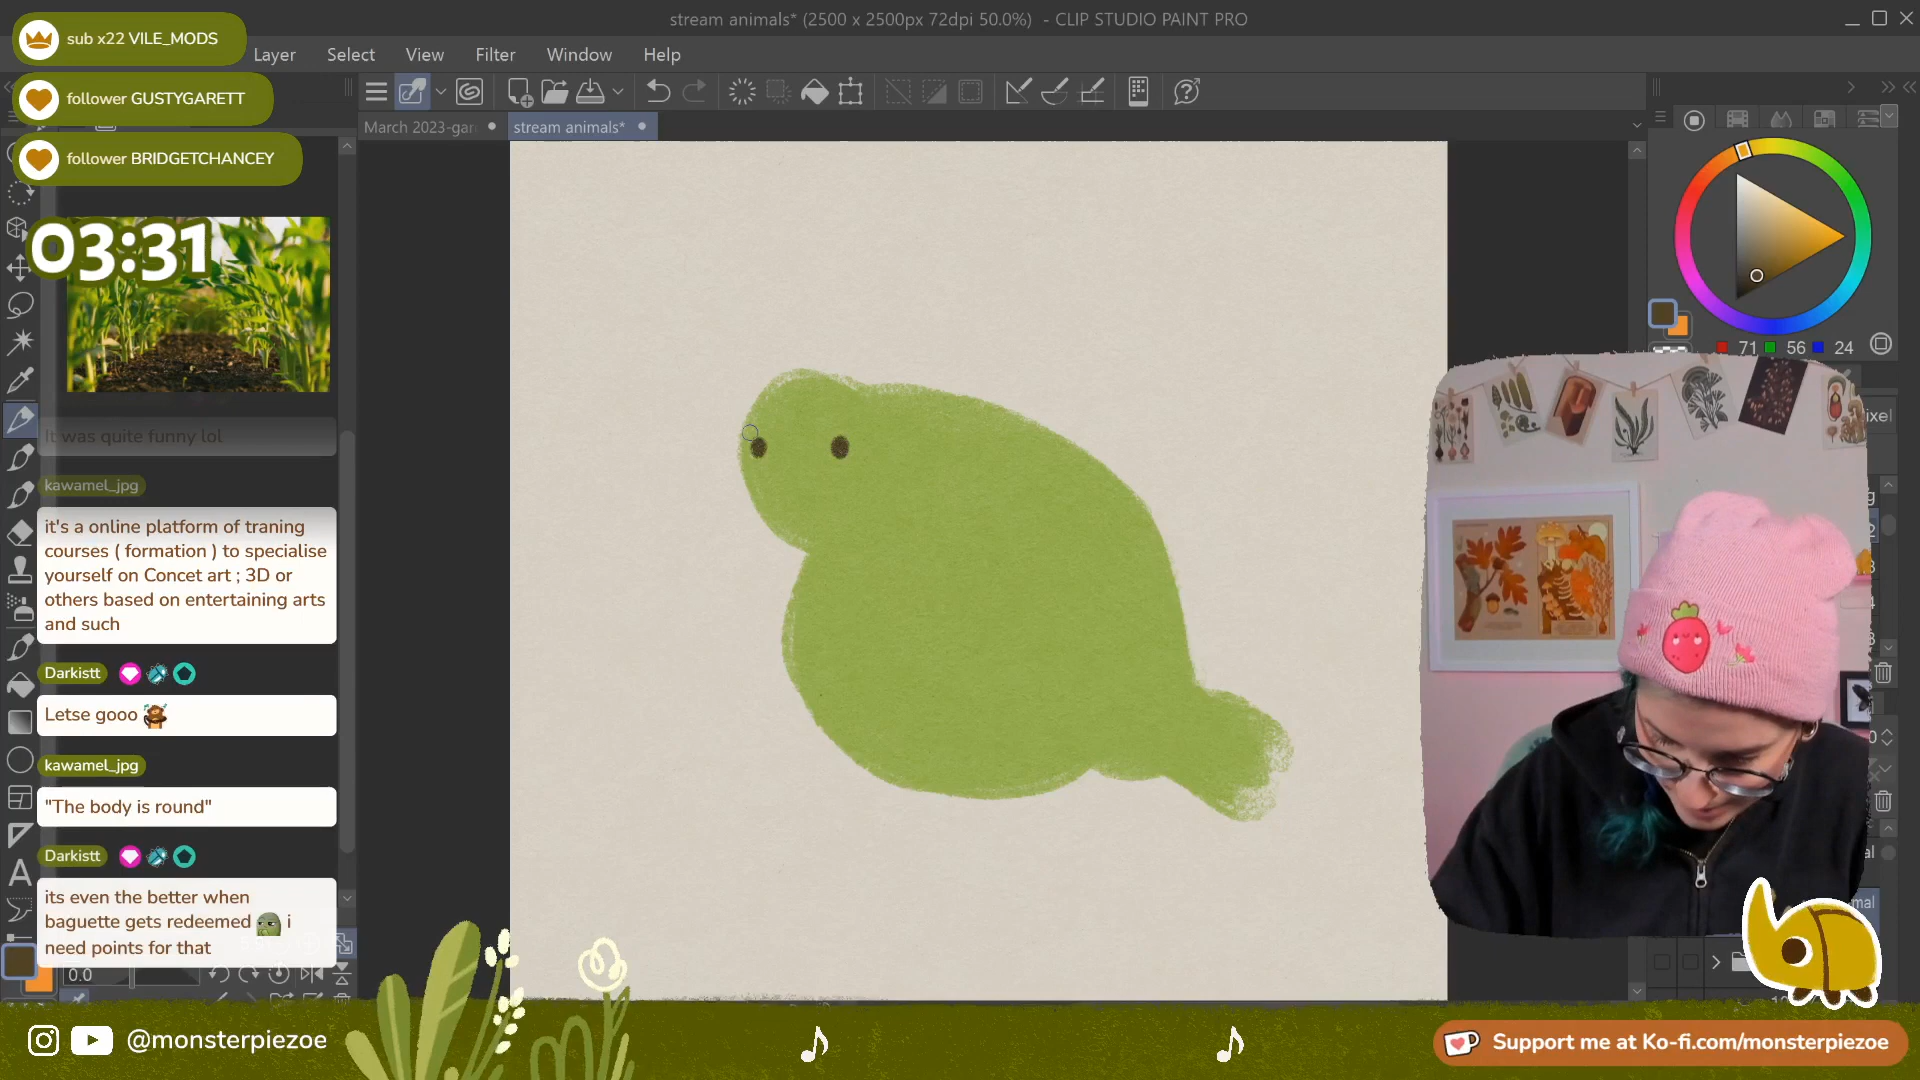 stream animals* (2500 x 2500px 72dpi 50.0%) - CLIP STUDIO PAINT PRO
sub x22 VILE_MODS
Layer Select View Filter Window Help
follower GUSTYGARETT
March 2023-gar
stream animals*
follower BRIDGETCHANCEY
03:31
71 56 24
It was quite funny lol
kawamel_jpg
it's a online platform of traning
courses ( formation ) to specialise
yourself on Concet art ; 3D or
others based on entertaining arts
and such
Darkistt
Letse gooo
kawamel_jpg
"The body is round"
Darkistt
its even the better when
baguette gets redeemed i
need points for that
0.0
@monsterpiezoe
Support me at Ko-fi.com/monsterpiezoe